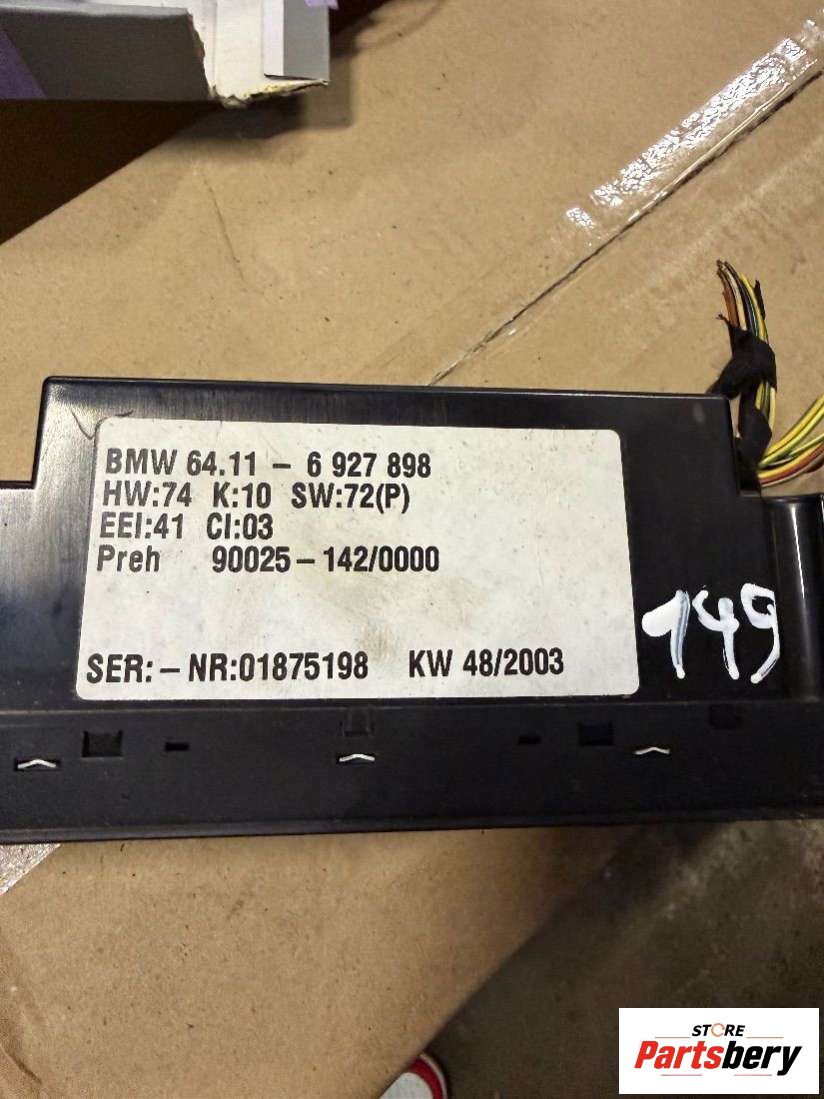 BMW 64.11 – 6 927 898
HW:74 K:10 SW:72(P)
EEI:41 CI:03
Preh 90025 – 142/0000
SER: – NR:01875198 KW 48/2003
149
STORE
Partsbery